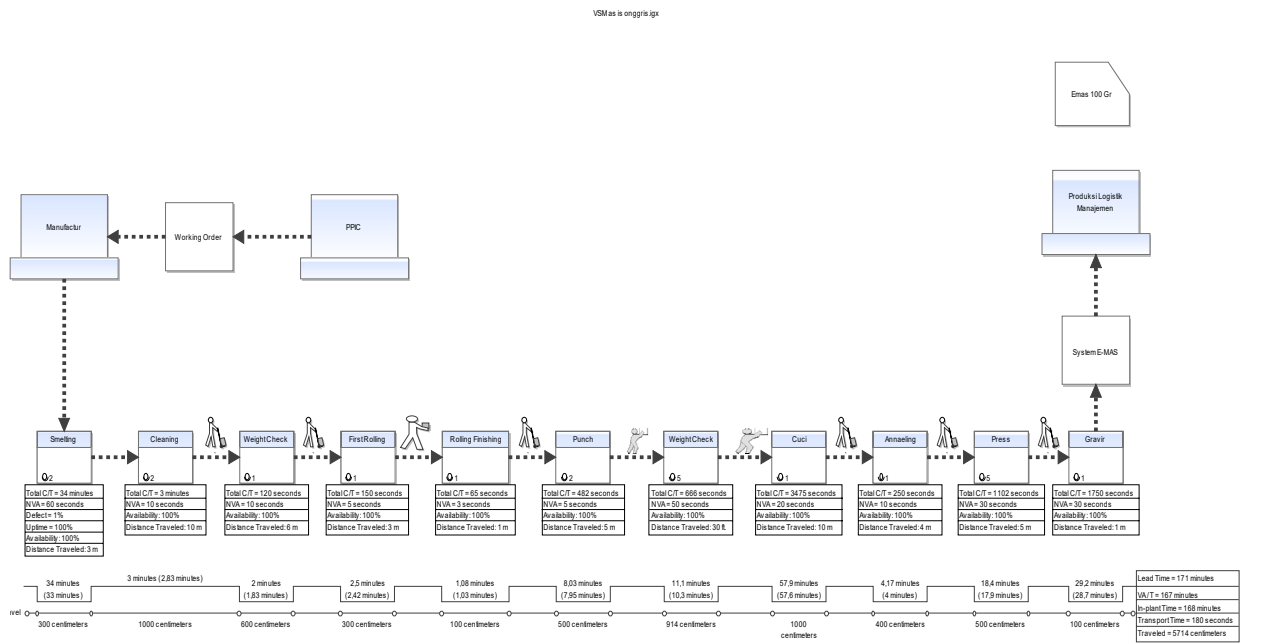 VSM as is onggris.igx
Emas 100 Gr
Produksi Logistik
Manajemen
Manufactur
Working Order
PPIC
System E-MAS
Smelting
2
Total C/T = 34 minutes
NVA = 60 seconds
Defect = 1%
Uptime = 100%
Availability: 100%
Distance Traveled: 3 m
Cleaning
2
Total C/T = 3 minutes
NVA = 10 seconds
Availability: 100%
Distance Traveled: 10 m
Weight Check
1
Total C/T = 120 seconds
NVA = 10 seconds
Availability: 100%
Distance Traveled: 6 m
First Rolling
1
Total C/T = 150 seconds
NVA = 5 seconds
Availability: 100%
Distance Traveled: 3 m
Rolling Finishing
1
Total C/T = 65 seconds
NVA = 3 seconds
Availability: 100%
Distance Traveled: 1 m
Punch
2
Total C/T = 482 seconds
NVA = 5 seconds
Availability: 100%
Distance Traveled: 5 m
Weight Check
5
Total C/T = 666 seconds
NVA = 50 seconds
Availability: 100%
Distance Traveled: 30 ft.
Cuci
1
Total C/T = 3475 seconds
NVA = 20 seconds
Availability: 100%
Distance Traveled: 10 m
Annaeling
1
Total C/T = 250 seconds
NVA = 10 seconds
Availability: 100%
Distance Traveled: 4 m
Press
5
Total C/T = 1102 seconds
NVA = 30 seconds
Availability: 100%
Distance Traveled: 5 m
Gravir
1
Total C/T = 1750 seconds
NVA = 30 seconds
Availability: 100%
Distance Traveled: 1 m
34 minutes
(33 minutes)
3 minutes (2,83 minutes)
2 minutes
(1,83 minutes)
2,5 minutes
(2,42 minutes)
1,08 minutes
(1,03 minutes)
8,03 minutes
(7,95 minutes)
11,1 minutes
(10,3 minutes)
57,9 minutes
(57,6 minutes)
4,17 minutes
(4 minutes)
18,4 minutes
(17,9 minutes)
29,2 minutes
(28,7 minutes)
Lead Time = 171 minutes
VA / T = 167 minutes
In-plant Time = 168 minutes
Transport Time = 180 seconds
Traveled = 5714 centimeters
vel
300 centimeters
1000 centimeters
600 centimeters
300 centimeters
100 centimeters
500 centimeters
914 centimeters
1000
centimeters
400 centimeters
500 centimeters
100 centimeters